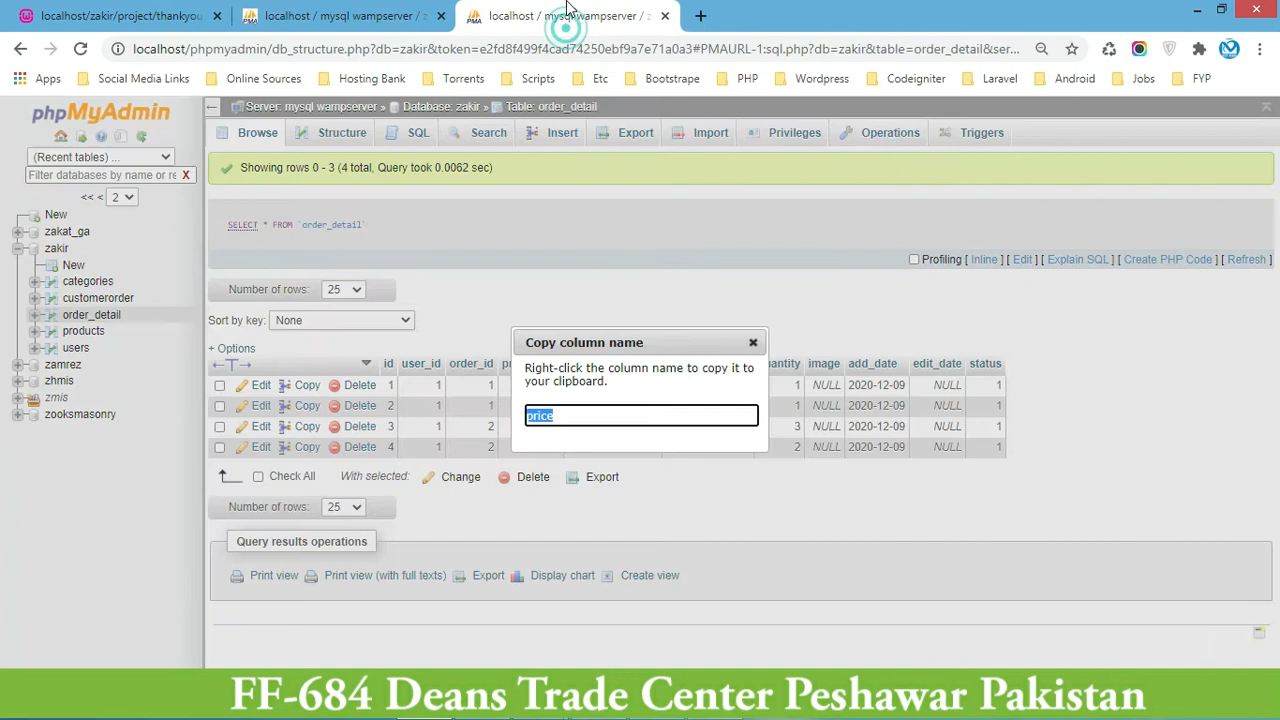 localhost/zakir/project/thankyou
localhost / mysql wampserver / z
localhost / mysql wampserver / z
localhost/phpmyadmin/db_structure.php?db=zakir&token=e2fd8f499f4cad74250ebf9a7e71a0a3#PMAURL-1:sql.php?db=zakir&table=order_detail&ser...
Apps Social Media Links Online Sources Hosting Bank Torrents Scripts Etc Bootstrape PHP Wordpress Codeigniter Laravel Android Jobs FYP
phpMyAdmin
(Recent tables) ...
Filter databases by name or re X
<< < 2
New
zakat_ga
zakir
New
categories
customerorder
order_detail
products
users
zamrez
zhmis
zmis
zooksmasonry
Server: mysql wampserver » Database: zakir » Table: order_detail
Browse Structure SQL Search Insert Export Import Privileges Operations Triggers
Showing rows 0 - 3 (4 total, Query took 0.0062 sec)
SELECT * FROM `order_detail`
Profiling [ Inline ] [ Edit ] [ Explain SQL ] [ Create PHP Code ] [ Refresh ]
Number of rows: 25
Sort by key: None
+ Options
id user_id order_id image add_date edit_date status
Edit Copy Delete 1 1 1 1 NULL 2020-12-09 NULL 1
Edit Copy Delete 2 1 1 1 NULL 2020-12-09 NULL 1
Edit Copy Delete 3 1 2 3 NULL 2020-12-09 NULL 1
Edit Copy Delete 4 1 2 2 NULL 2020-12-09 NULL 1
Copy column name
Right-click the column name to copy it to
your clipboard.
price
Check All With selected: Change Delete Export
Number of rows: 25
Query results operations
Print view Print view (with full texts) Export Display chart Create view
FF-684 Deans Trade Center Peshawar Pakistan